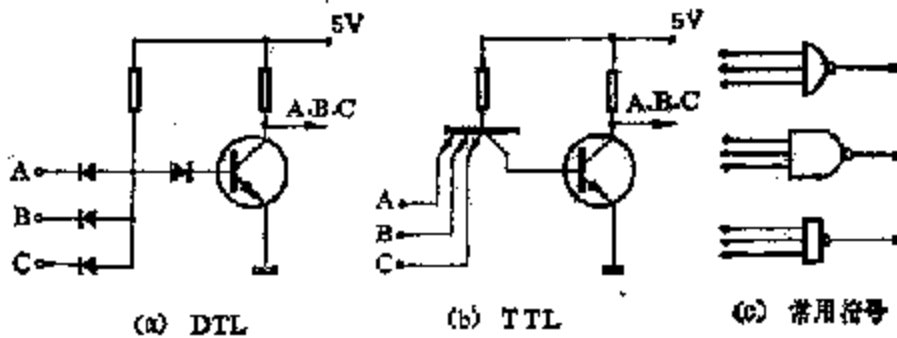 5V
A.B.C
A
B
C
(a) DTL
5V
A.B.C
A
B
C
(b) TTL
(c) 常用符号